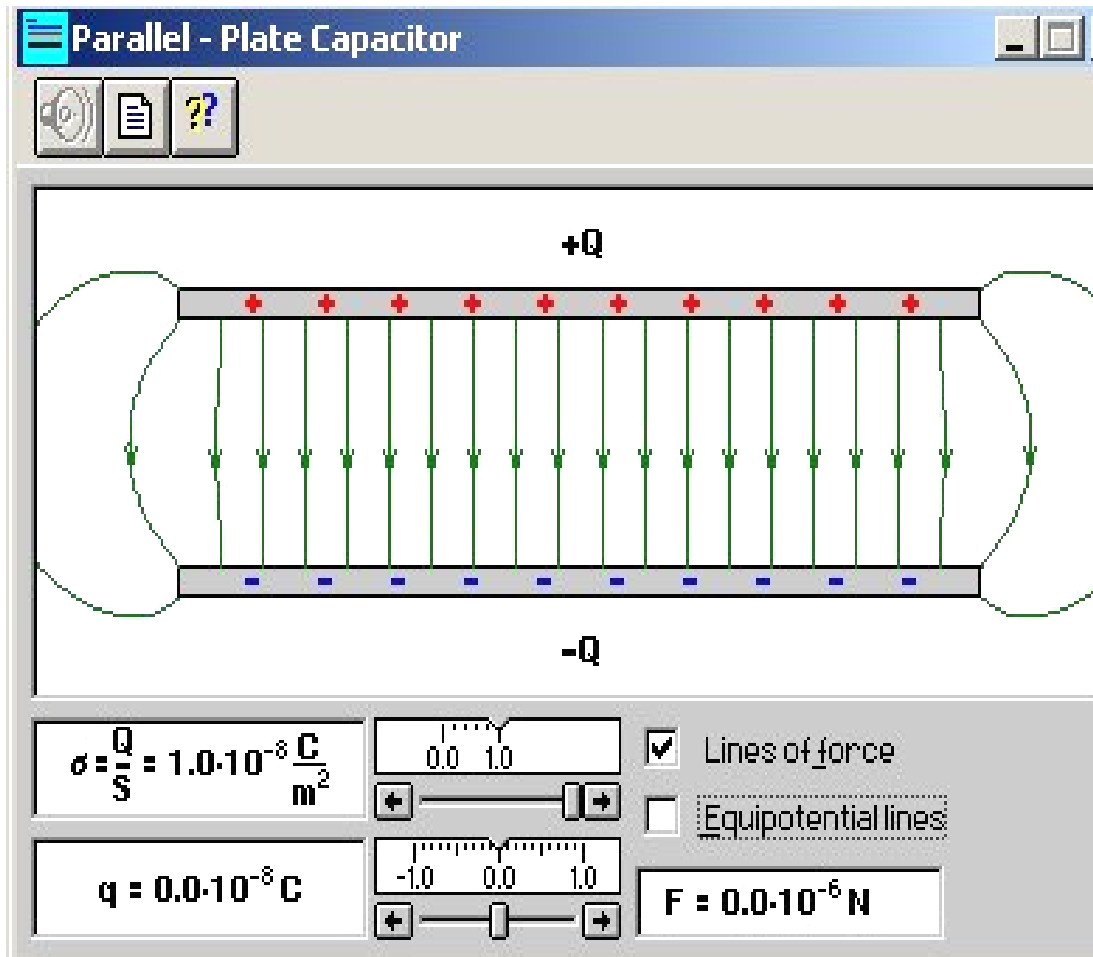 Parallel - Plate Capacitor
??
+Q
+ + + + + + + + + +
- - - - - - - - - -
-Q
σ = Q/S = 1.0·10⁻⁸ C/m²
0.0 1.0
Lines of force
Equipotential lines
q = 0.0·10⁻⁸ C
-1.0 0.0 1.0
F = 0.0·10⁻⁶ N